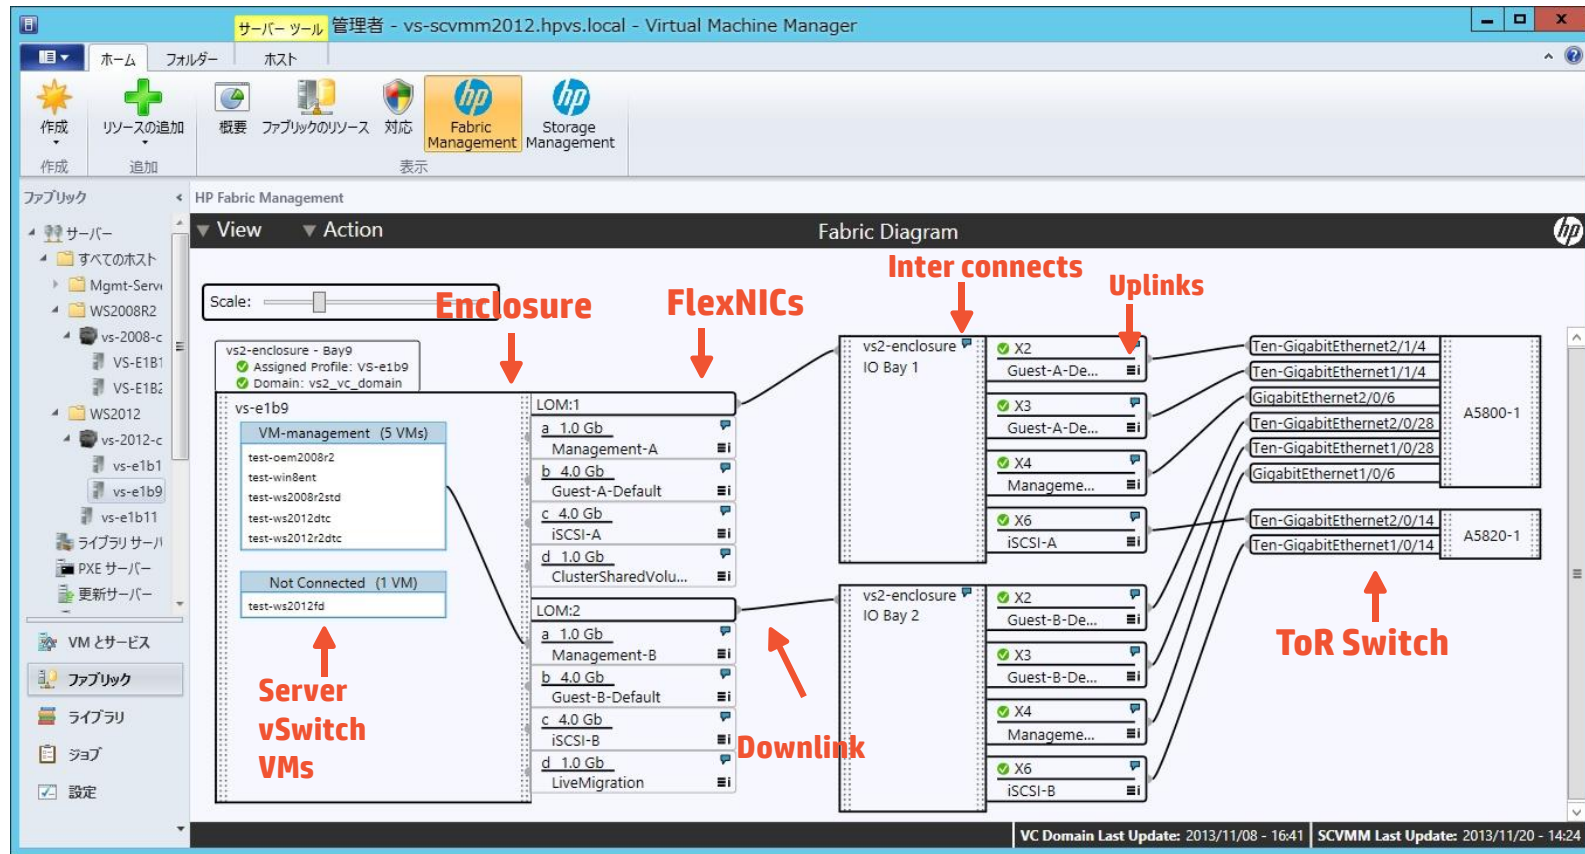 サーバー ツール 管理者 - vs-scvmm2012.hpvs.local - Virtual Machine Manager
ホーム フォルダー ホスト
作成 リソースの追加 概要 ファブリックのリソース 対応 Fabric Management Storage Management
作成 追加 表示
ファブリック
HP Fabric Management
View Action Fabric Diagram
サーバー
すべてのホスト
Mgmt-Serv
WS2008R2
vs-2008-c
VS-E1B1
VS-E1B2
WS2012
vs-2012-c
vs-e1b1
vs-e1b9
vs-e1b11
ライブラリ サーバ
PXE サーバー
更新サーバー
VM とサービス
ファブリック
ライブラリ
ジョブ
設定
Scale:
Enclosure
FlexNICs
Inter connects
Uplinks
vs2-enclosure - Bay9
Assigned Profile: VS-e1b9
Domain: vs2_vc_domain
vs-e1b9
VM-management (5 VMs)
test-oem2008r2
test-win8ent
test-ws2008r2std
test-ws2012dtc
test-ws2012r2dtc
Not Connected (1 VM)
test-ws2012fd
Server
vSwitch
VMs
LOM:1
a 1.0 Gb
Management-A
b 4.0 Gb
Guest-A-Default
c 4.0 Gb
iSCSI-A
d 1.0 Gb
ClusterSharedVolu...
LOM:2
a 1.0 Gb
Management-B
b 4.0 Gb
Guest-B-Default
c 4.0 Gb
iSCSI-B
d 1.0 Gb
LiveMigration
Downlink
vs2-enclosure
IO Bay 1
X2
Guest-A-De...
X3
Guest-A-De...
X4
Manageme...
X6
iSCSI-A
vs2-enclosure
IO Bay 2
X2
Guest-B-De...
X3
Guest-B-De...
X4
Manageme...
X6
iSCSI-B
Ten-GigabitEthernet2/1/4
Ten-GigabitEthernet1/1/4
GigabitEthernet2/0/6
Ten-GigabitEthernet2/0/28
Ten-GigabitEthernet1/0/28
GigabitEthernet1/0/6
A5800-1
Ten-GigabitEthernet2/0/14
Ten-GigabitEthernet1/0/14
A5820-1
ToR Switch
VC Domain Last Update: 2013/11/08 - 16:41 SCVMM Last Update: 2013/11/20 - 14:24
hp
hp
hp